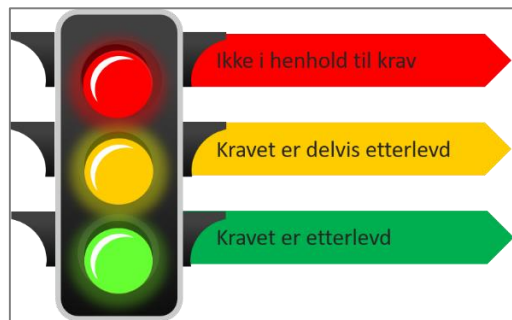 Ikke i henhold til krav
Kravet er delvis etterlevd
Kravet er etterlevd